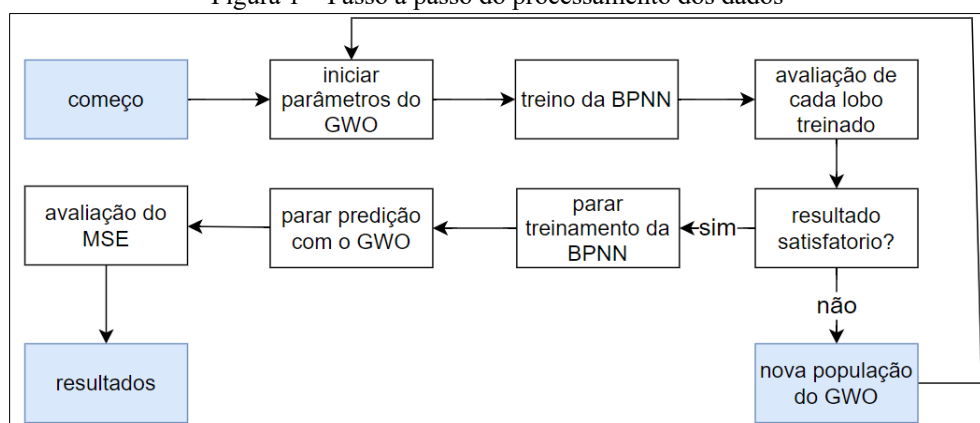 Figura 1 – Passo a passo do processamento dos dados
começo
iniciar
parâmetros do
GWO
treino da BPNN
avaliação de
cada lobo
treinado
avaliação do
MSE
parar predição
com o GWO
parar
treinamento da
BPNN
sim
resultado
satisfatorio?
não
resultados
nova população
do GWO